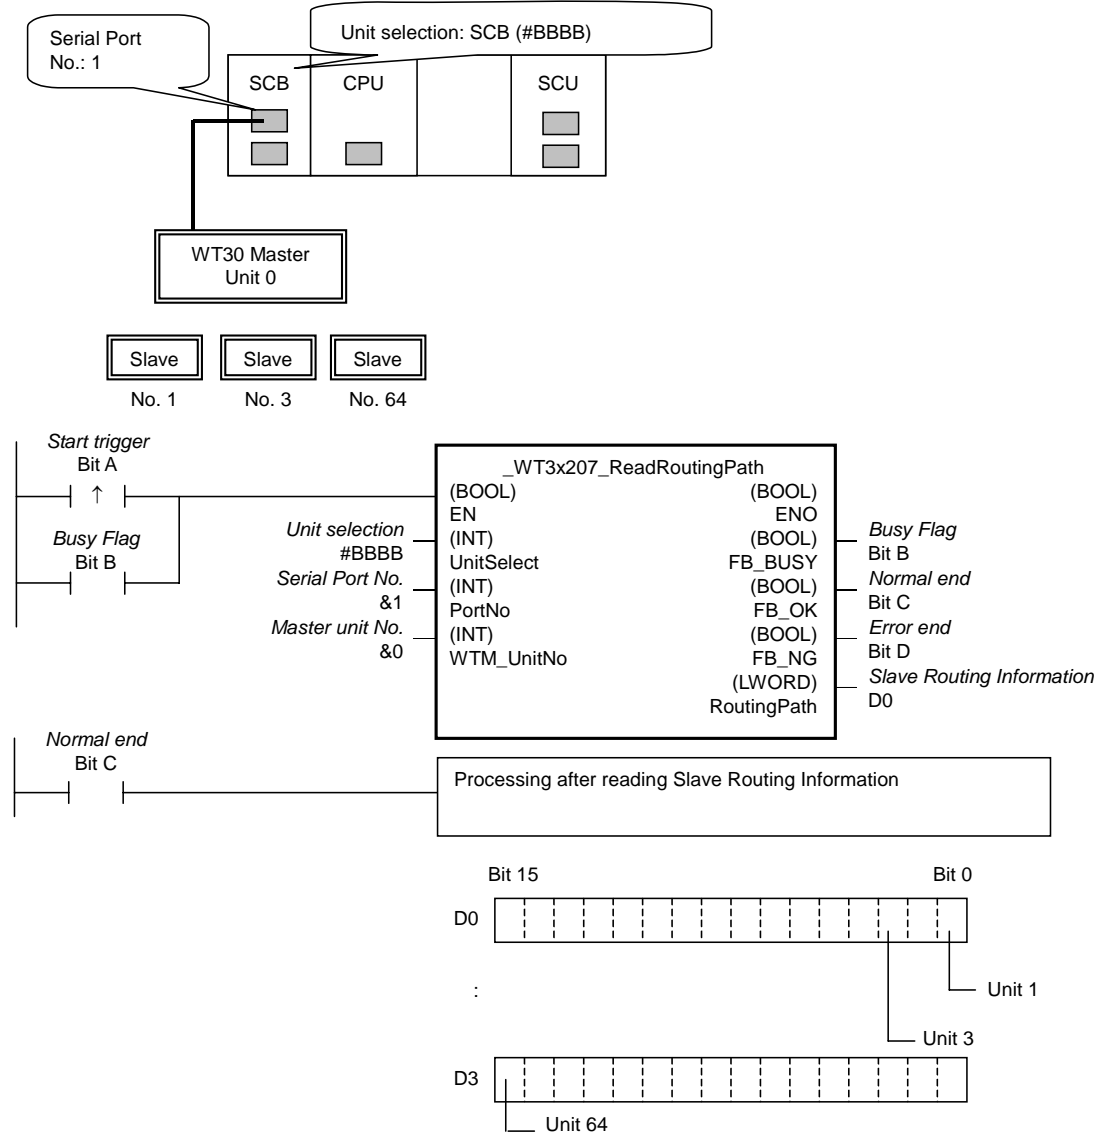 Serial Port
No.: 1
Unit selection: SCB (#BBBB)
SCB
CPU
SCU
WT30 Master
Unit 0
Slave
Slave
Slave
No. 1
No. 3
No. 64
Start trigger
Bit A
↑
Busy Flag
Bit B
Unit selection
#BBBB
Serial Port No.
&1
Master unit No.
&0
_WT3x207_ReadRoutingPath
(BOOL) (BOOL)
EN ENO
(INT) (BOOL)
UnitSelect FB_BUSY
(INT) (BOOL)
PortNo FB_OK
(INT) (BOOL)
WTM_UnitNo FB_NG
(LWORD)
RoutingPath
Busy Flag
Bit B
Normal end
Bit C
Error end
Bit D
Slave Routing Information
D0
Normal end
Bit C
Processing after reading Slave Routing Information
Bit 15 Bit 0
D0
Unit 1
:
Unit 3
D3
Unit 64